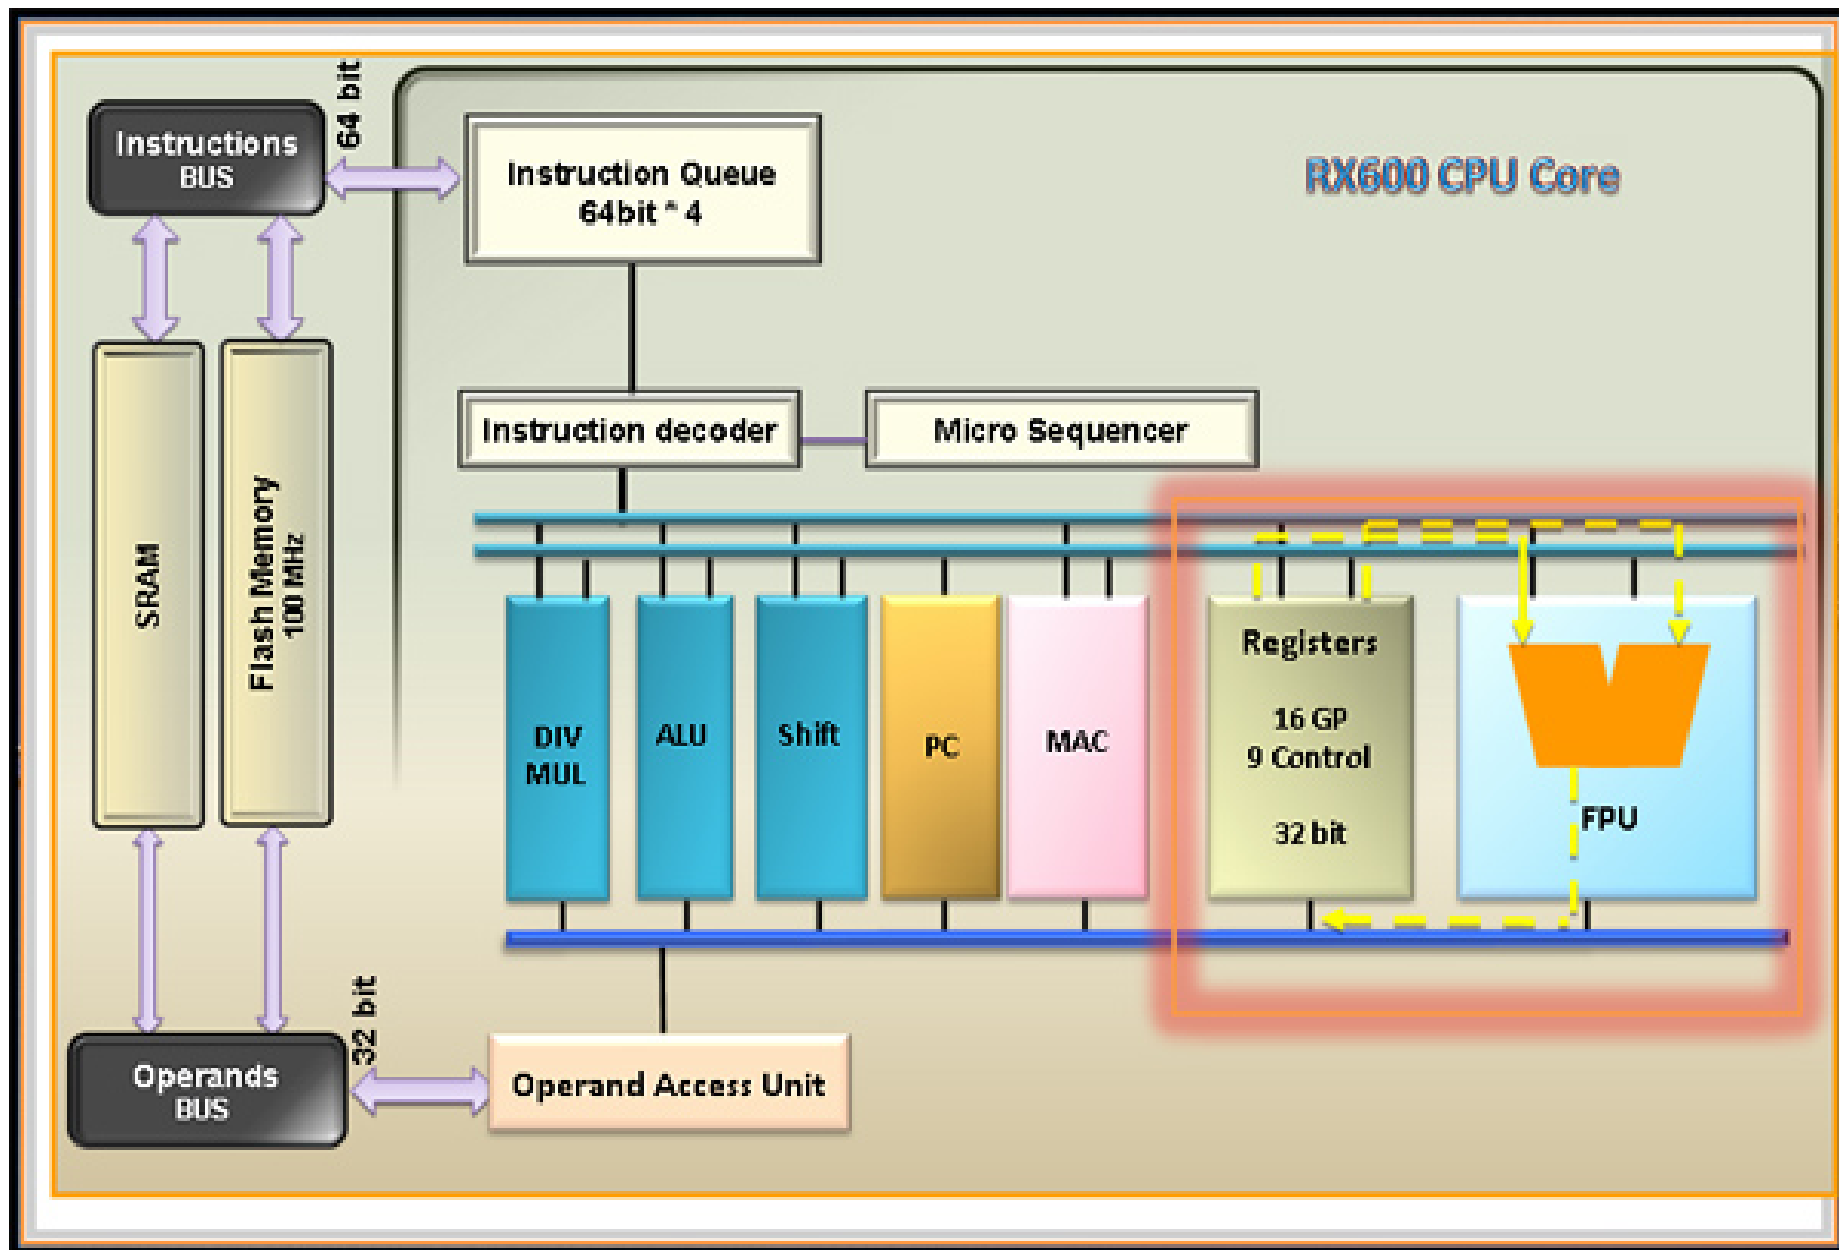 64 bit
Instructions
BUS
Instruction Queue
64bit * 4
RX600 CPU Core
Instruction decoder
Micro Sequencer
SRAM
Flash Memory
100 MHz
DIV
MUL
ALU
Shift
PC
MAC
Registers
16 GP
9 Control
32 bit
FPU
32 bit
Operands
BUS
Operand Access Unit